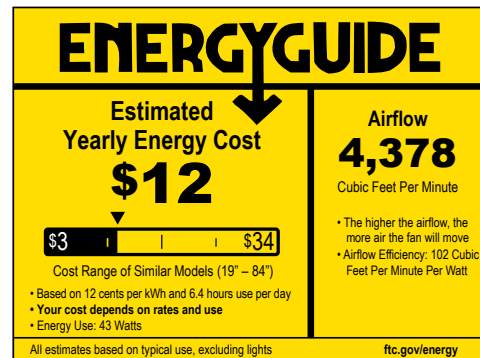 ENERGYGUIDE
Estimated
Yearly Energy Cost
$12
$3
$34
Cost Range of Similar Models (19” – 84”)
• Based on 12 cents per kWh and 6.4 hours use per day
• Your cost depends on rates and use
• Energy Use: 43 Watts
Airflow
4,378
Cubic Feet Per Minute
• The higher the airflow, the
more air the fan will move
• Airflow Efficiency: 102 Cubic
Feet Per Minute Per Watt
All estimates based on typical use, excluding lights
ftc.gov/energy